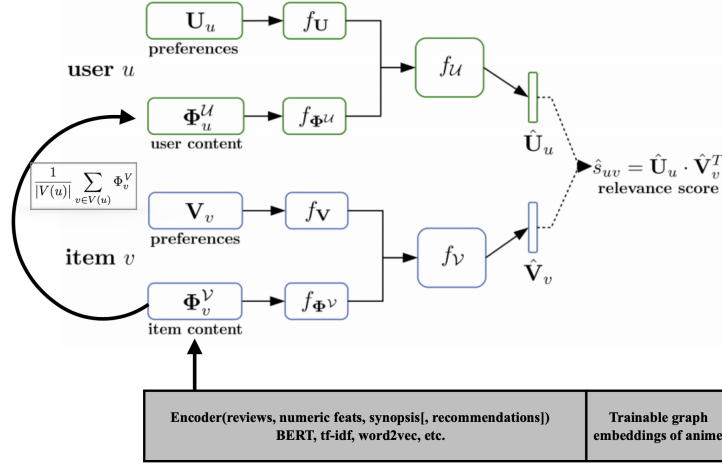 U_u
f_U
preferences
user u
f_𝒰
Φ_u^𝒰
f_Φ^𝒰
user content
Û_u
1/|V(u)| ∑_{v∈V(u)} Φ_v^V
ŝ_uv = Û_u · V̂_v^T
relevance score
V_v
f_V
preferences
item v
f_𝒱
V̂_v
Φ_v^𝒱
f_Φ^𝒱
item content
Encoder(reviews, numeric feats, synopsis[, recommendations])
BERT, tf-idf, word2vec, etc.
Trainable graph
embeddings of anime